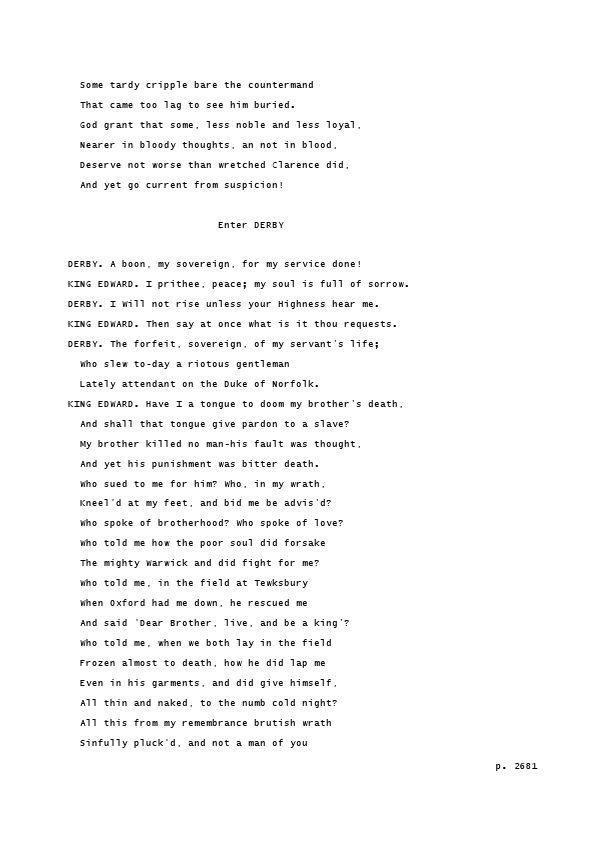 Some tardy cripple bare the countermand
That came too lag to see him buried.
God grant that some, less noble and less loyal,
Nearer in bloody thoughts, an not in blood,
Deserve not worse than wretched Clarence did,
And yet go current from suspicion!
Enter DERBY
DERBY. A boon, my sovereign, for my service done!
KING EDWARD. I prithee, peace; my soul is full of sorrow.
DERBY. I Will not rise unless your Highness hear me.
KING EDWARD. Then say at once what is it thou requests.
DERBY. The forfeit, sovereign, of my servant's life;
Who slew to-day a riotous gentleman
Lately attendant on the Duke of Norfolk.
KING EDWARD. Have I a tongue to doom my brother's death,
And shall that tongue give pardon to a slave?
My brother killed no man-his fault was thought,
And yet his punishment was bitter death.
Who sued to me for him? Who, in my wrath,
Kneel'd at my feet, and bid me be advis'd?
Who spoke of brotherhood? Who spoke of love?
Who told me how the poor soul did forsake
The mighty Warwick and did fight for me?
Who told me, in the field at Tewksbury
When Oxford had me down, he rescued me
And said 'Dear Brother, live, and be a king'?
Who told me, when we both lay in the field
Frozen almost to death, how he did lap me
Even in his garments, and did give himself,
All thin and naked, to the numb cold night?
All this from my remembrance brutish wrath
Sinfully pluck'd, and not a man of you
p. 2681